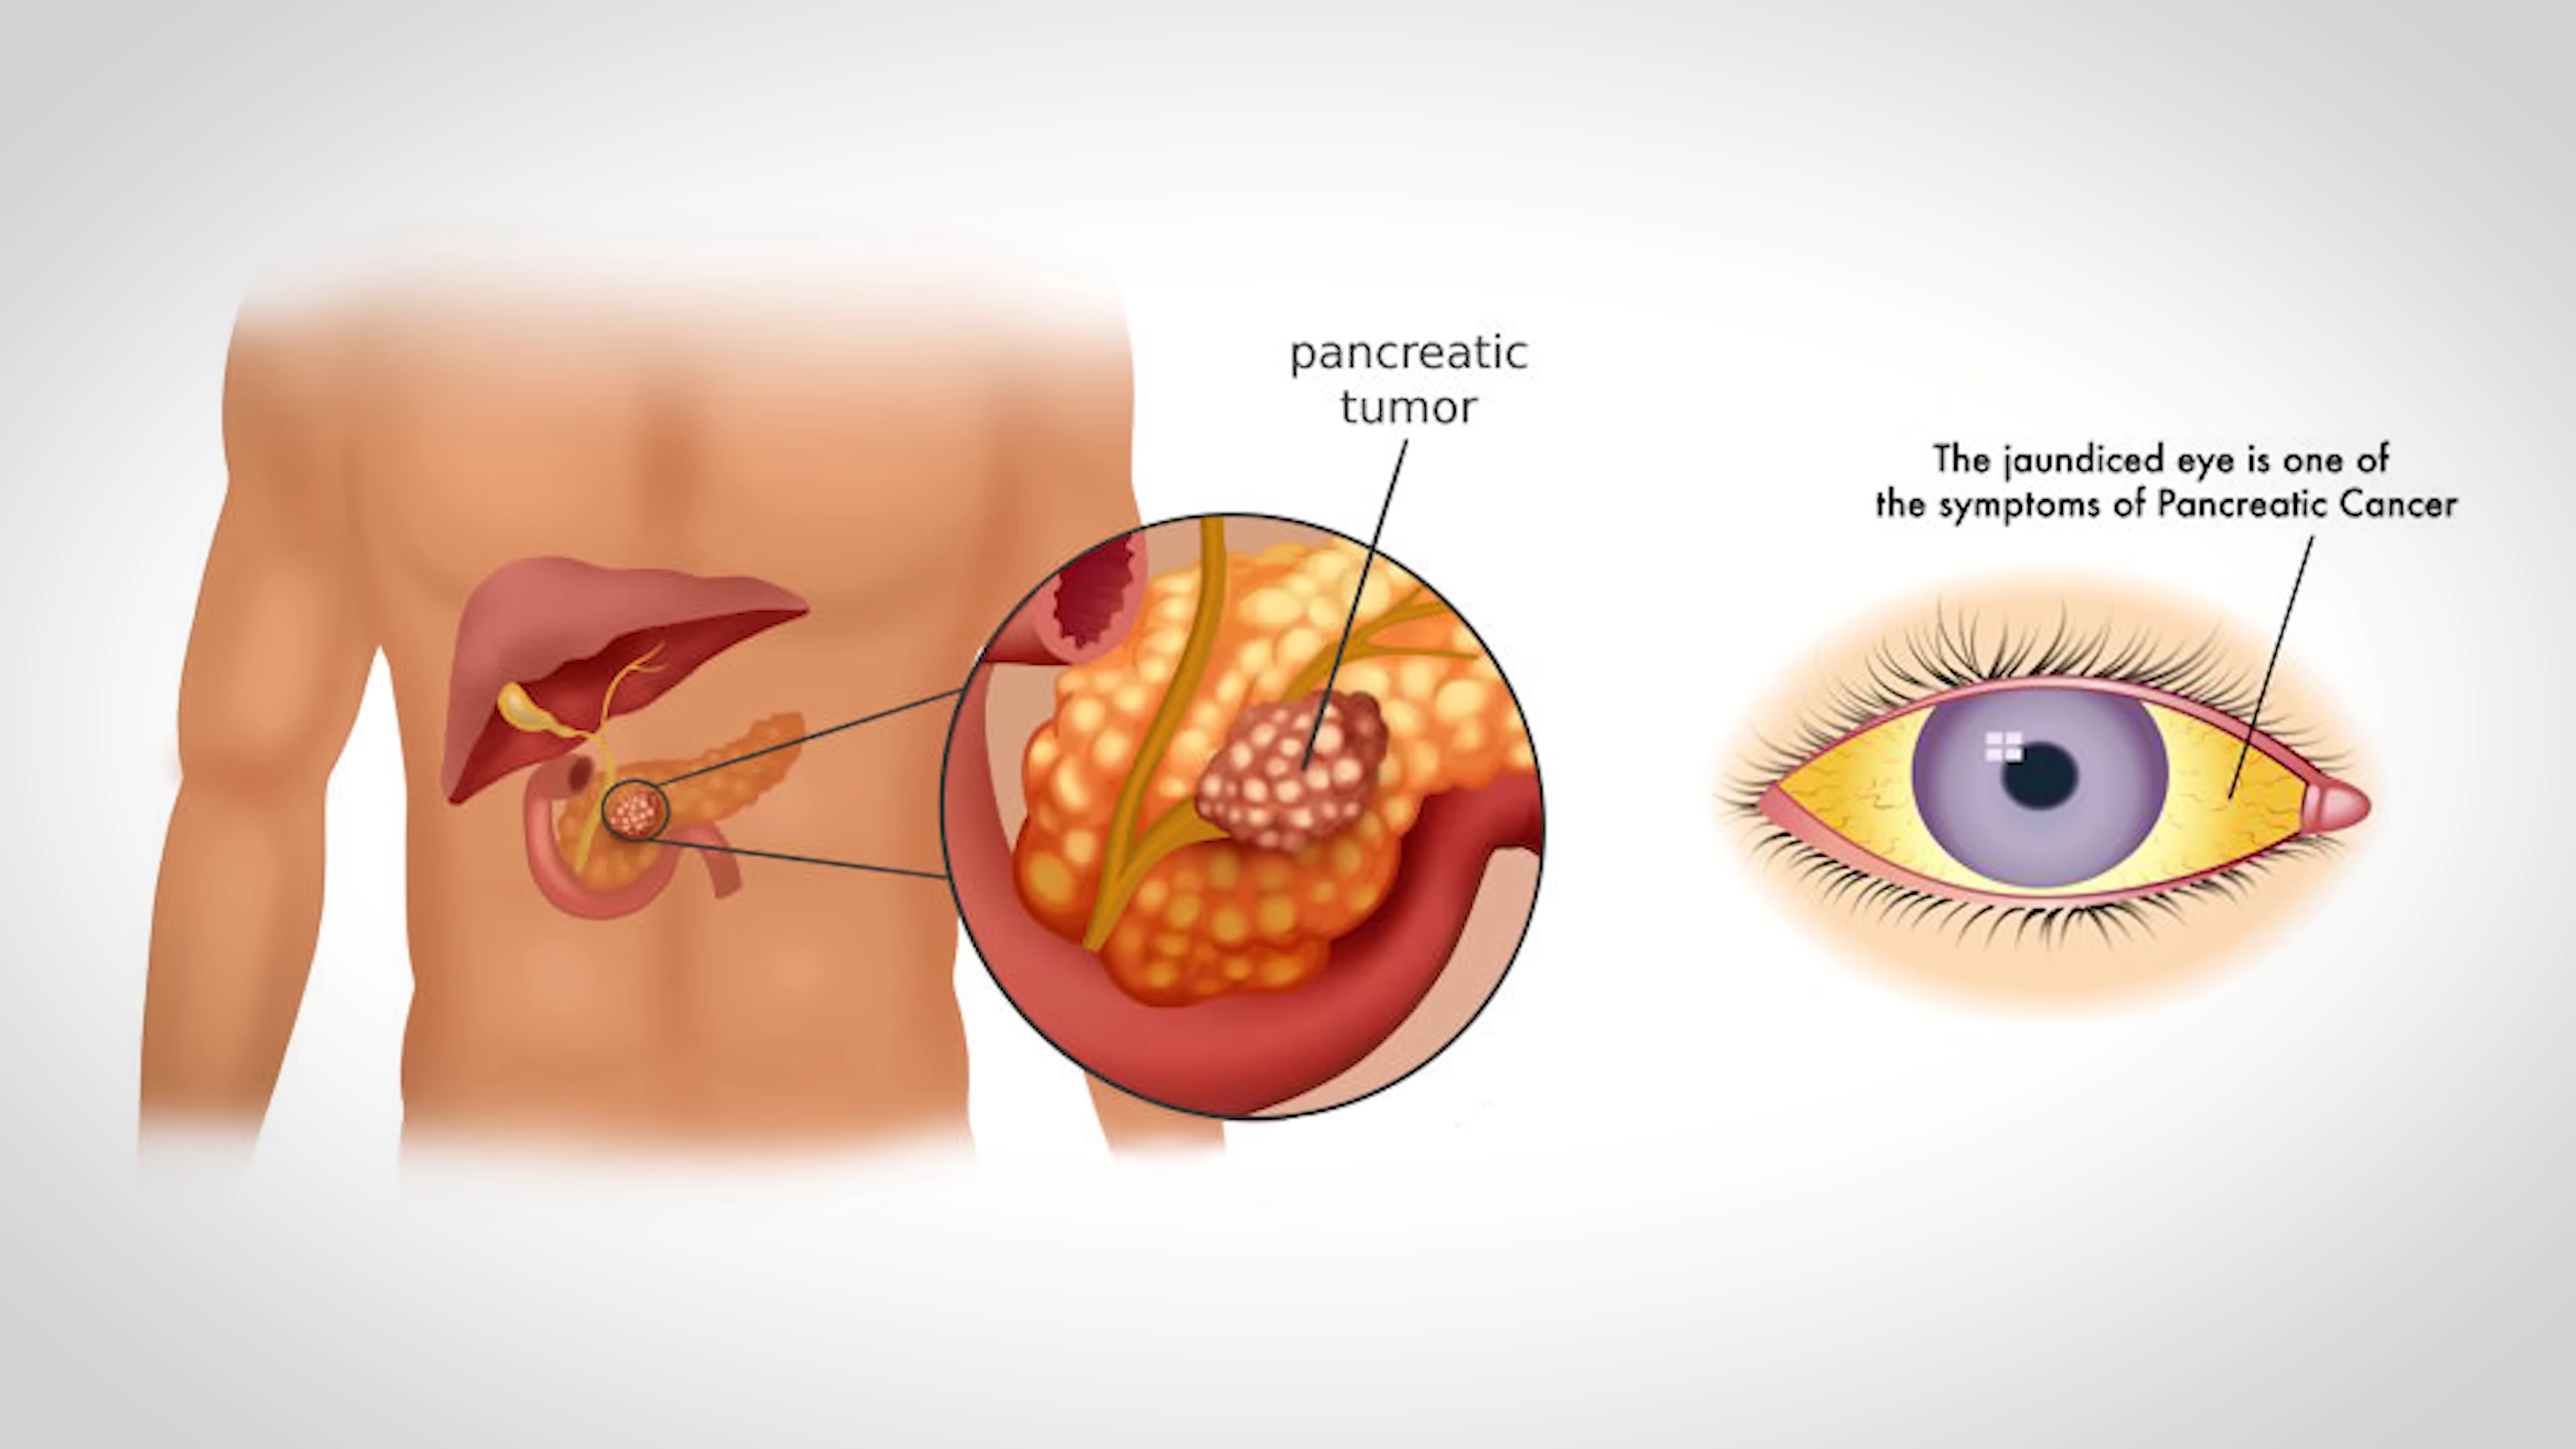 pancreatic
tumor
The jaundiced eye is one of
the symptoms of Pancreatic Cancer